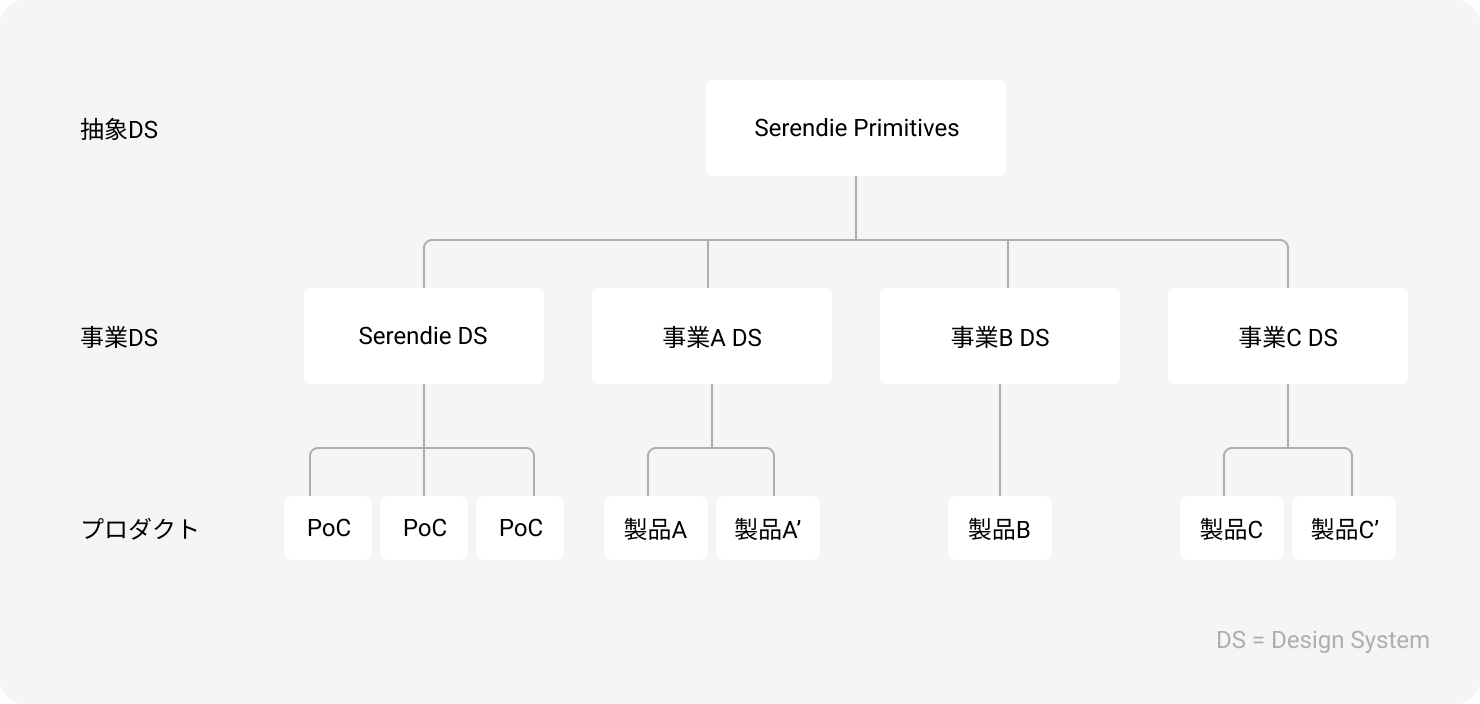 抽象DS
Serendie Primitives
事業DS
Serendie DS
事業A DS
事業B DS
事業C DS
プロダクト
PoC
PoC
PoC
製品A
製品A’
製品B
製品C
製品C’
DS = Design System